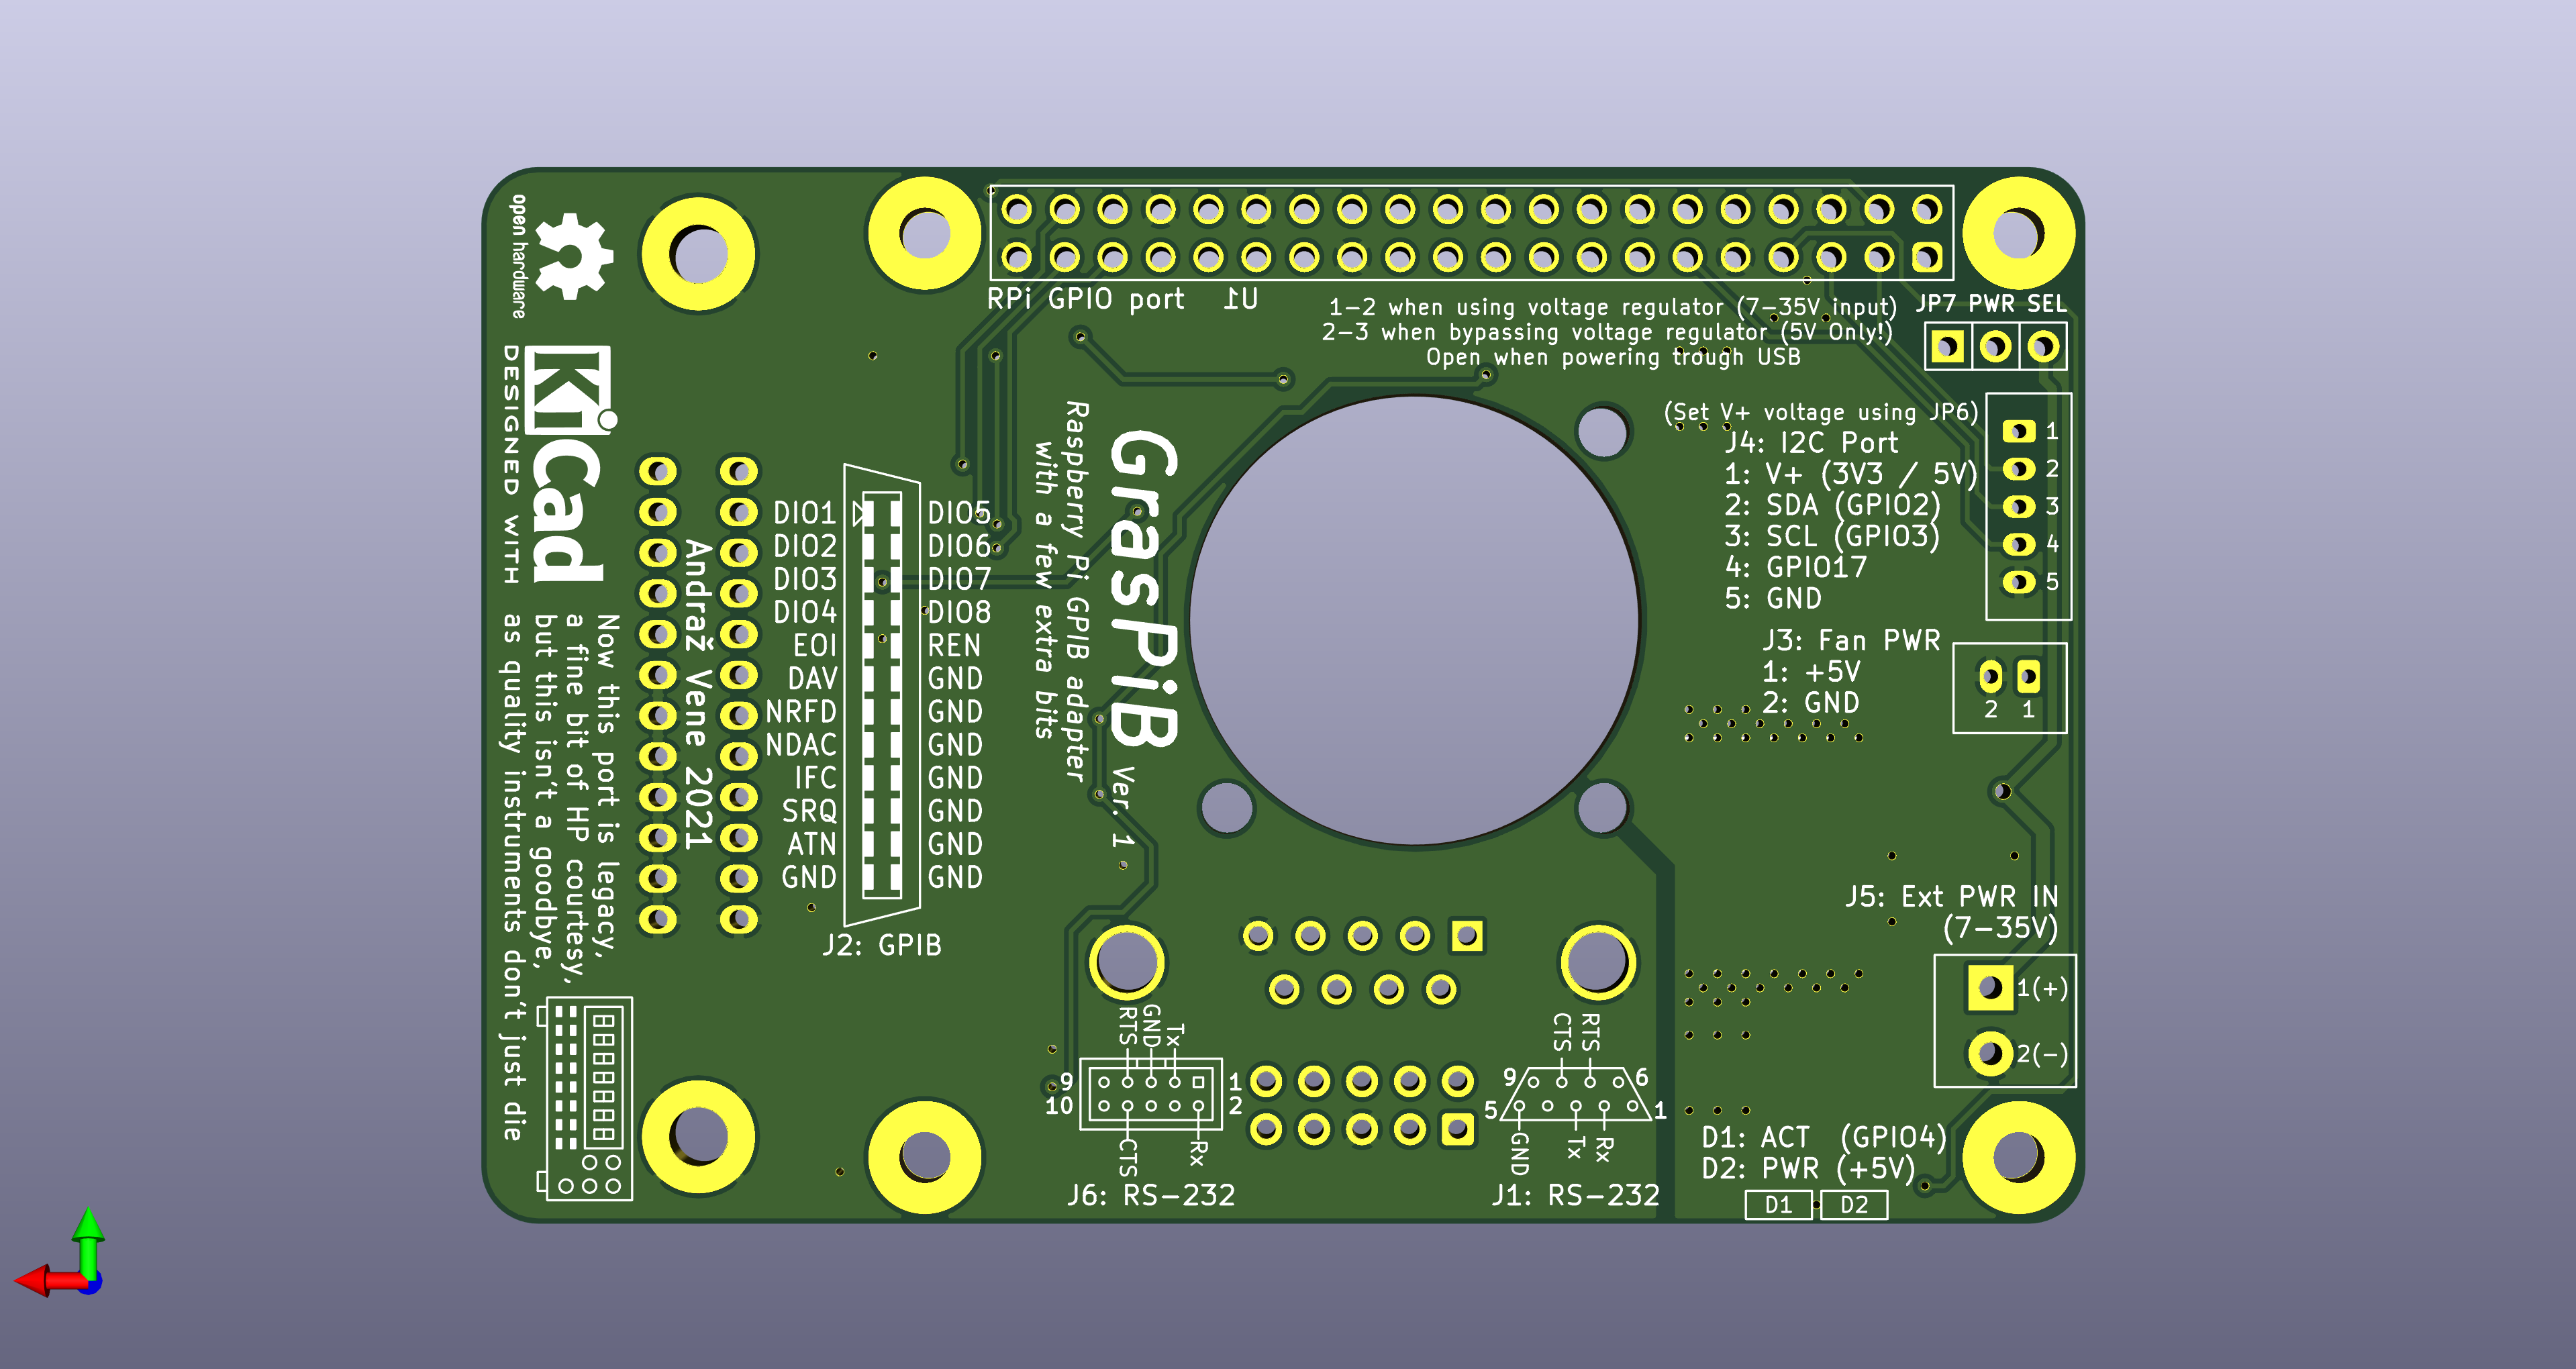 open hardware
KiCad
DESIGNED WITH
Now this port is legacy,
a fine bit of HP courtesy,
but this isn't a goodbye,
as quality instruments don't just die
Andraž Vene 2021
RPi GPIO port U1
1-2 when using voltage regulator (7-35V input)
2-3 when bypassing voltage regulator (5V Only!)
Open when powering trough USB
JP7 PWR SEL
GrasPiB Ver. 1
Raspberry Pi GPIB adapter
with a few extra bits
DIO1 DIO5
DIO2 DIO6
DIO3 DIO7
DIO4 DIO8
EOI REN
DAV GND
NRFD GND
NDAC GND
IFC GND
SRQ GND
ATN GND
GND GND
J2: GPIB
(Set V+ voltage using JP6)
J4: I2C Port
1: V+ (3V3 / 5V)
2: SDA (GPIO2)
3: SCL (GPIO3)
4: GPIO17
5: GND
1
2
3
4
5
J3: Fan PWR
1: +5V
2: GND
2 1
J5: Ext PWR IN
(7-35V)
1(+)
2(-)
RTS GND Tx
9 1
10 2
CTS Rx
J6: RS-232
CTS RTS
9 6
5 1
GND Tx Rx
J1: RS-232
D1: ACT (GPIO4)
D2: PWR (+5V)
D1 D2